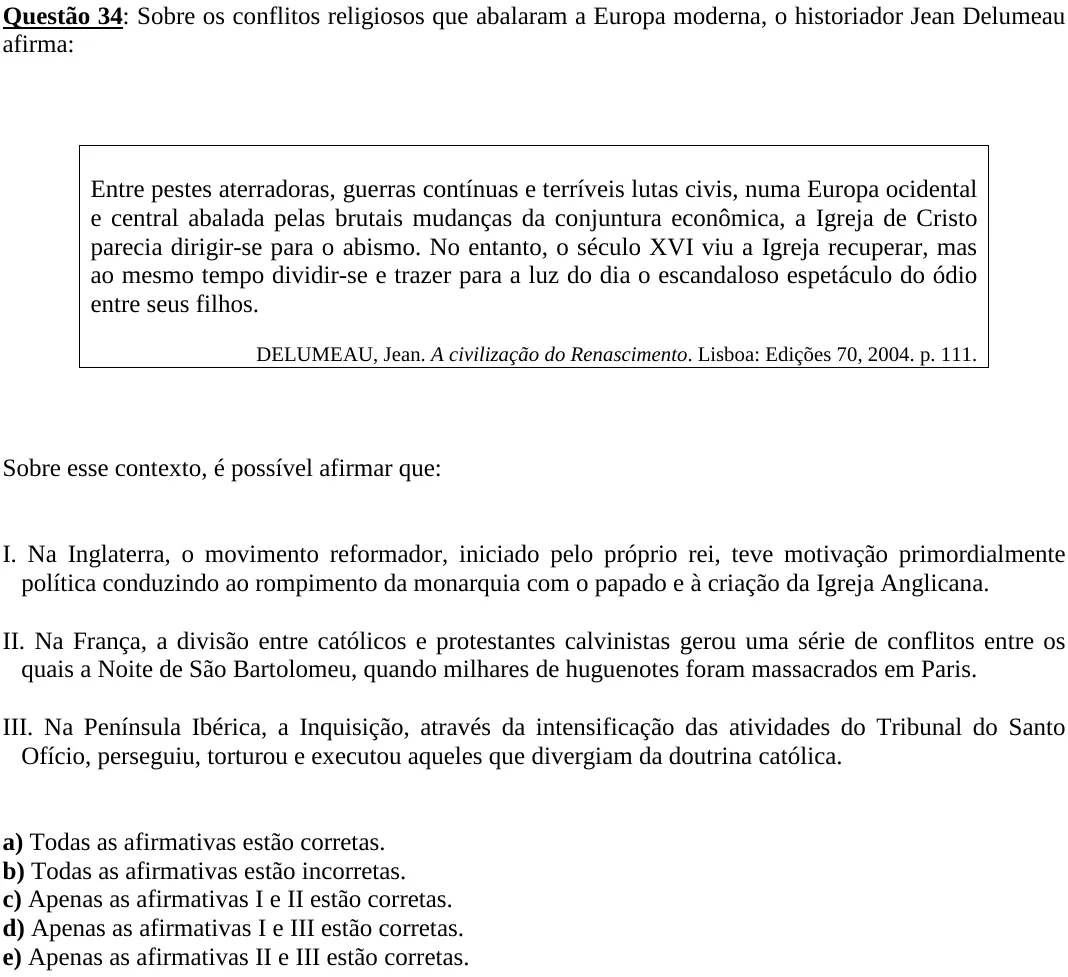 Questão 34: Sobre os conflitos religiosos que abalaram a Europa moderna, o historiador Jean Delumeau
afirma:
Entre pestes aterradoras, guerras contínuas e terríveis lutas civis, numa Europa ocidental
e central abalada pelas brutais mudanças da conjuntura econômica, a Igreja de Cristo
parecia dirigir-se para o abismo. No entanto, o século XVI viu a Igreja recuperar, mas
ao mesmo tempo dividir-se e trazer para a luz do dia o escandaloso espetáculo do ódio
entre seus filhos.
DELUMEAU, Jean. A civilização do Renascimento. Lisboa: Edições 70, 2004. p. 111.
Sobre esse contexto, é possível afirmar que:
I. Na Inglaterra, o movimento reformador, iniciado pelo próprio rei, teve motivação primordialmente
política conduzindo ao rompimento da monarquia com o papado e à criação da Igreja Anglicana.
II. Na França, a divisão entre católicos e protestantes calvinistas gerou uma série de conflitos entre os
quais a Noite de São Bartolomeu, quando milhares de huguenotes foram massacrados em Paris.
III. Na Península Ibérica, a Inquisição, através da intensificação das atividades do Tribunal do Santo
Ofício, perseguiu, torturou e executou aqueles que divergiam da doutrina católica.
a) Todas as afirmativas estão corretas.
b) Todas as afirmativas estão incorretas.
c) Apenas as afirmativas I e II estão corretas.
d) Apenas as afirmativas I e III estão corretas.
e) Apenas as afirmativas II e III estão corretas.